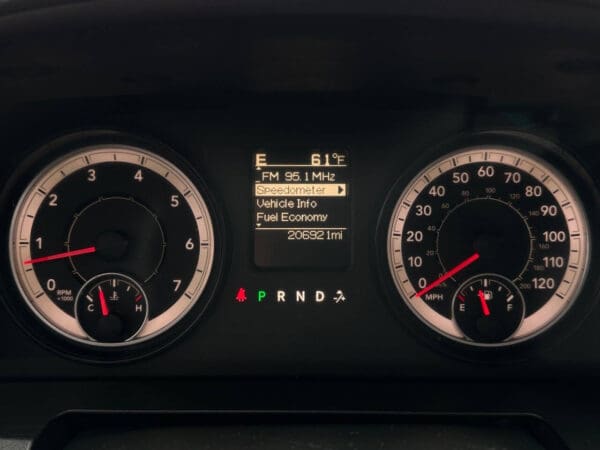 E 61°F
FM 95.1 MHz
Speedometer
Vehicle Info
Fuel Economy
206921mi
0 1 2 3 4 5 6 7
RPM
×1000
C H
P R N D
0 10 20 30 40 50 60 70 80 90 100 110 120
MPH
E F